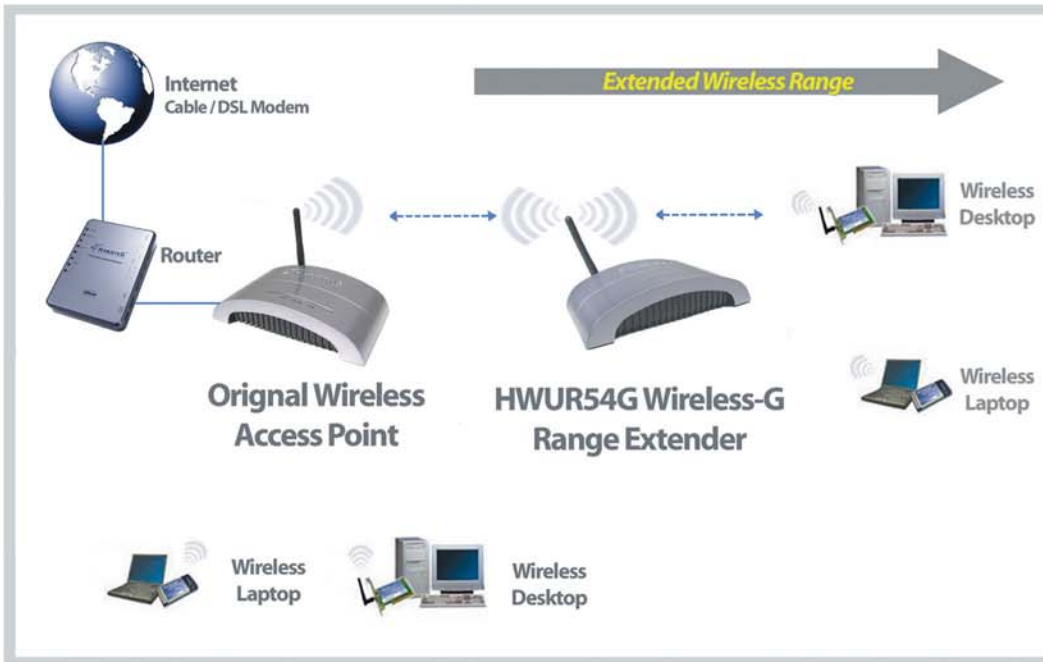 Internet
Cable / DSL Modem
Extended Wireless Range
Router
Wireless
Desktop
Orignal Wireless
Access Point
HWUR54G Wireless-G
Range Extender
Wireless
Laptop
Wireless
Laptop
Wireless
Desktop